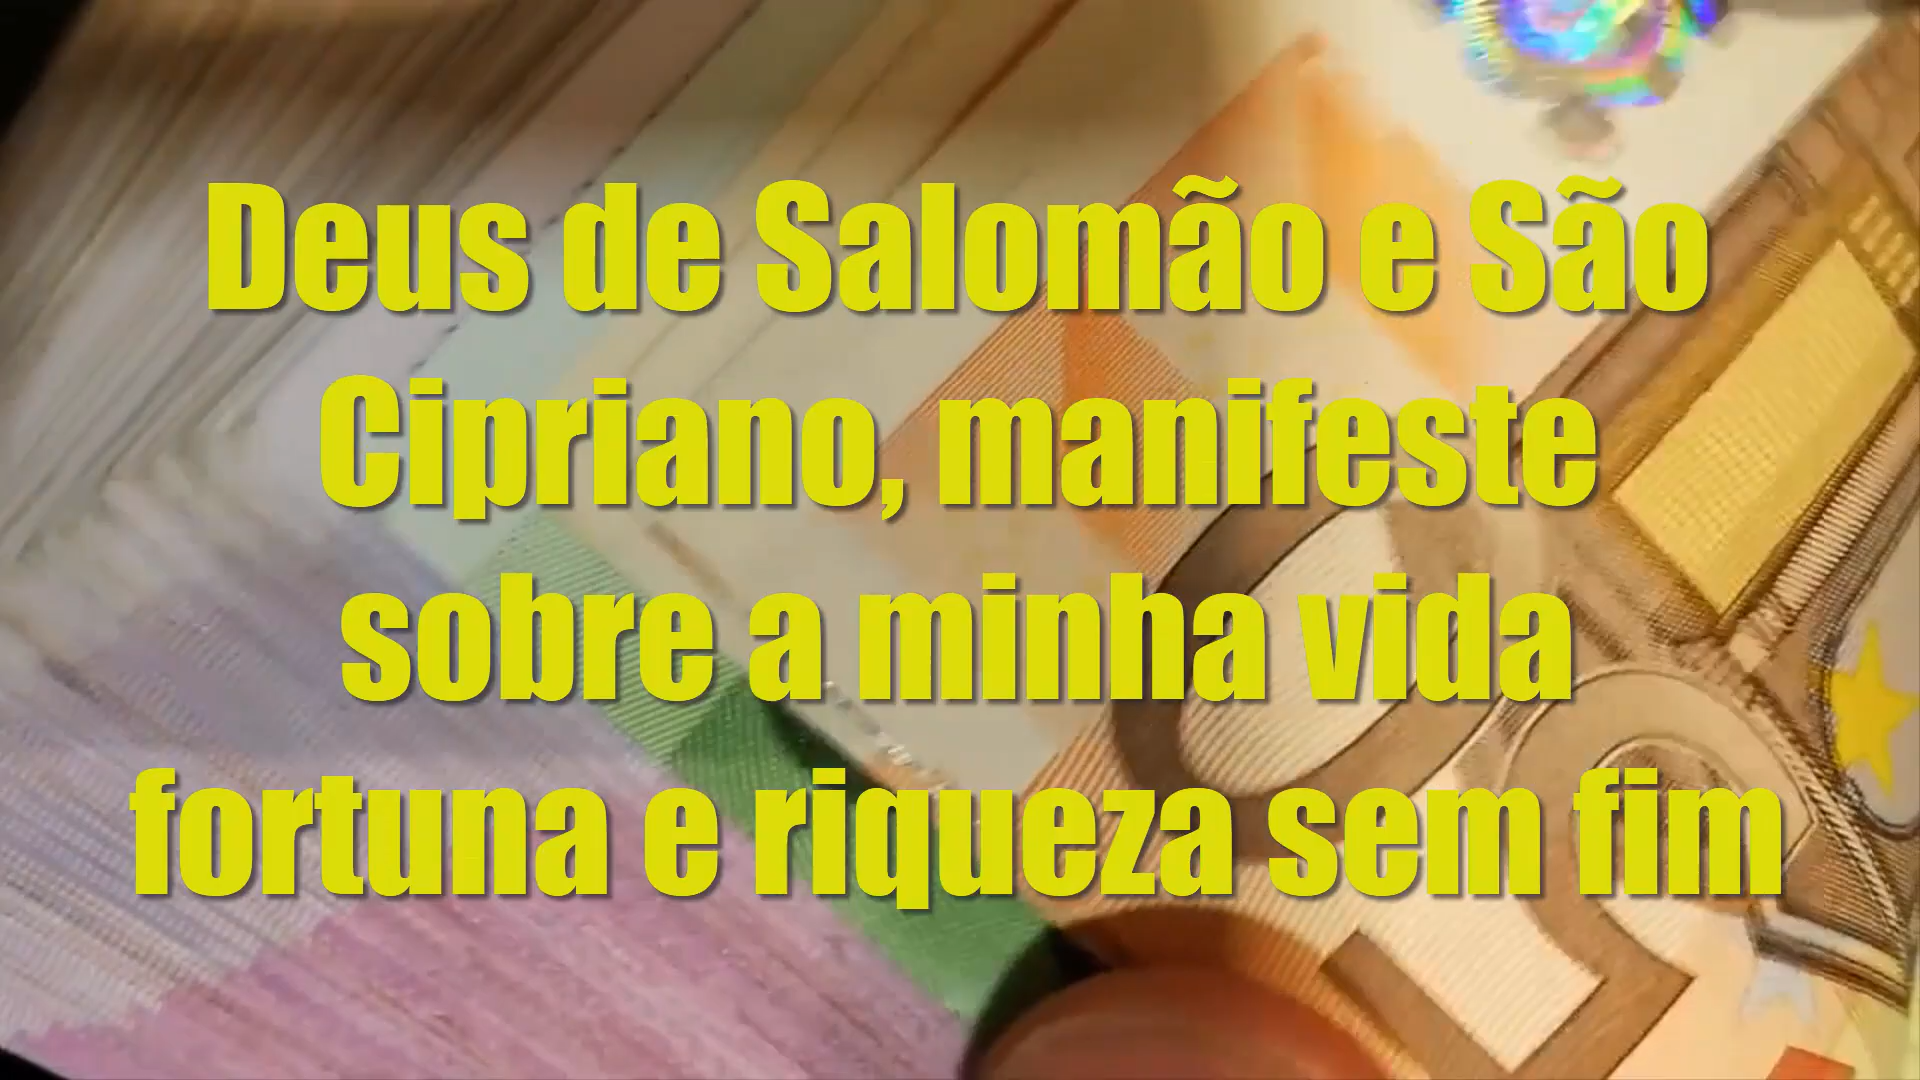 Deus de Salomão e São
Cipriano, manifeste
sobre a minha vida
fortuna e riqueza sem fim